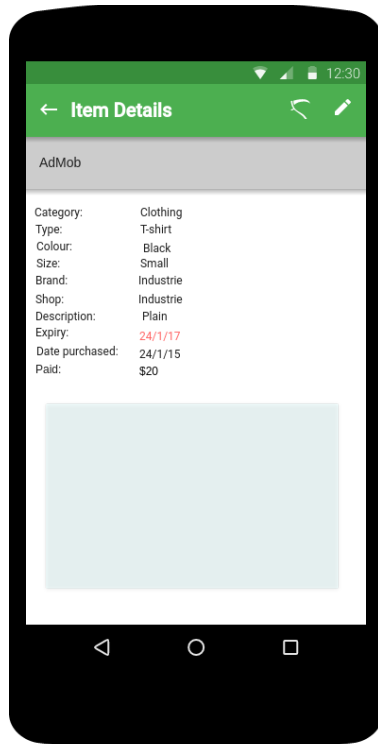 12:30
Item Details
AdMob
Category: Clothing
Type: T-shirt
Colour: Black
Size: Small
Brand: Industrie
Shop: Industrie
Description: Plain
Expiry: 24/1/17
Date purchased: 24/1/15
Paid: $20